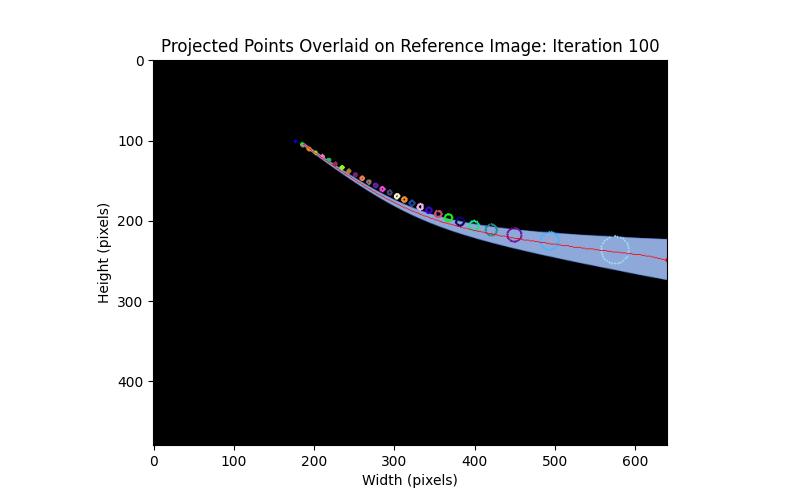 Projected Points Overlaid on Reference Image: Iteration 100
0
100
200
300
400
Height (pixels)
0 100 200 300 400 500 600
Width (pixels)